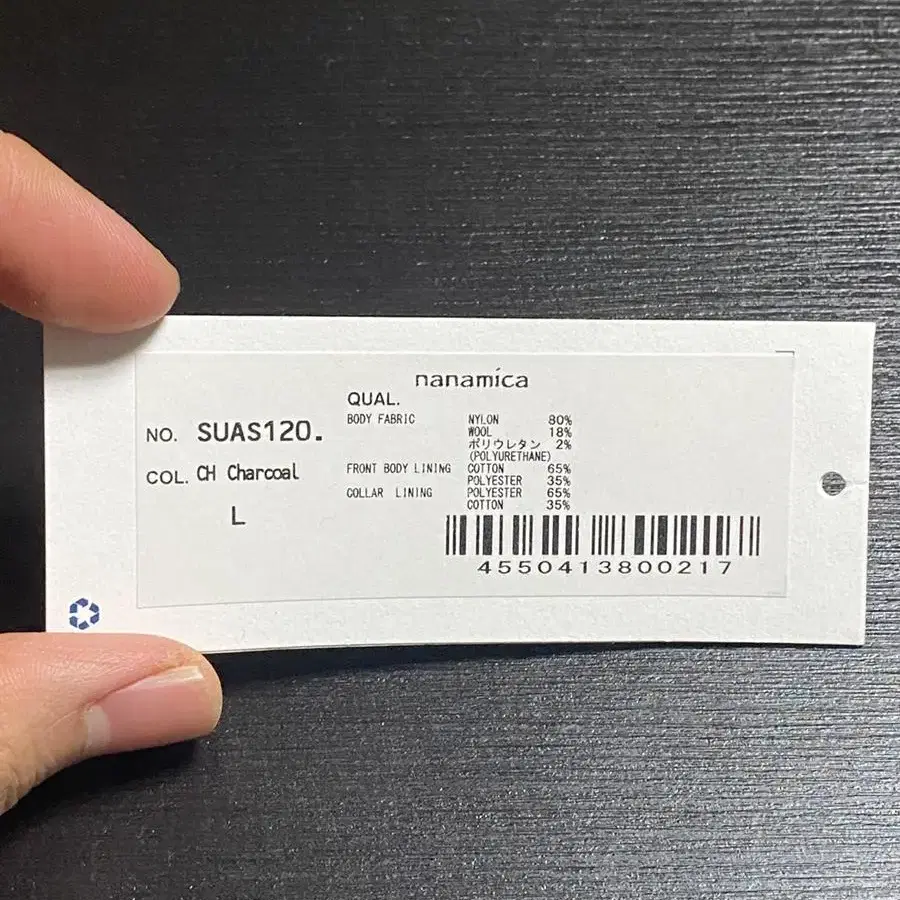 nanamica
QUAL.
NO. SUAS120.
COL. CH Charcoal
L
BODY FABRIC NYLON 80%
WOOL 18%
ポリウレタン 2%
(POLYURETHANE)
FRONT BODY LINING COTTON 65%
POLYESTER 35%
COLLAR LINING POLYESTER 65%
COTTON 35%
4550413800217